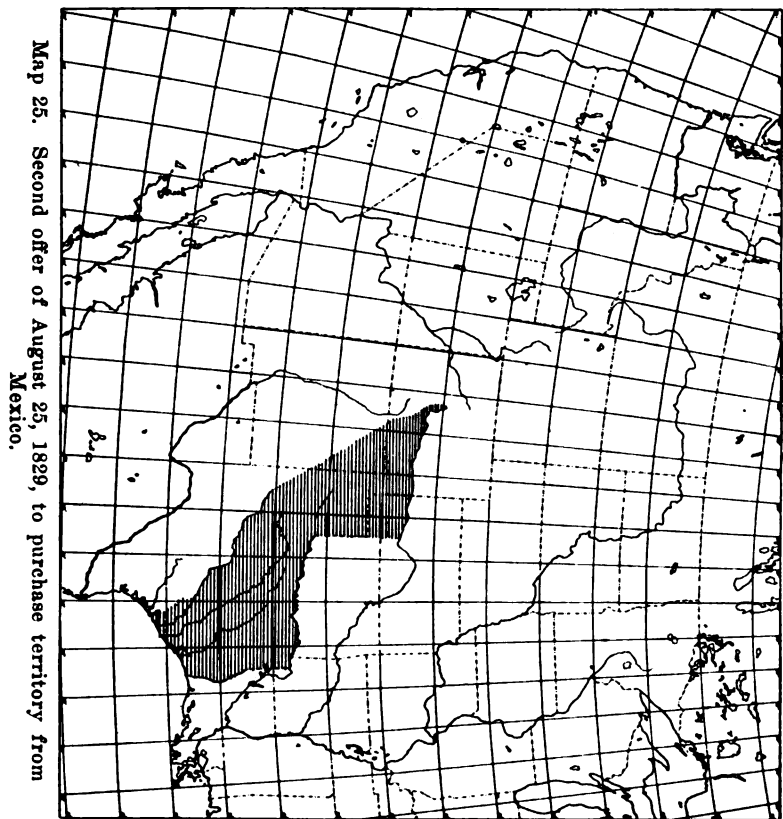 Map 25. Second offer of August 25, 1829, to purchase territory from
Mexico.